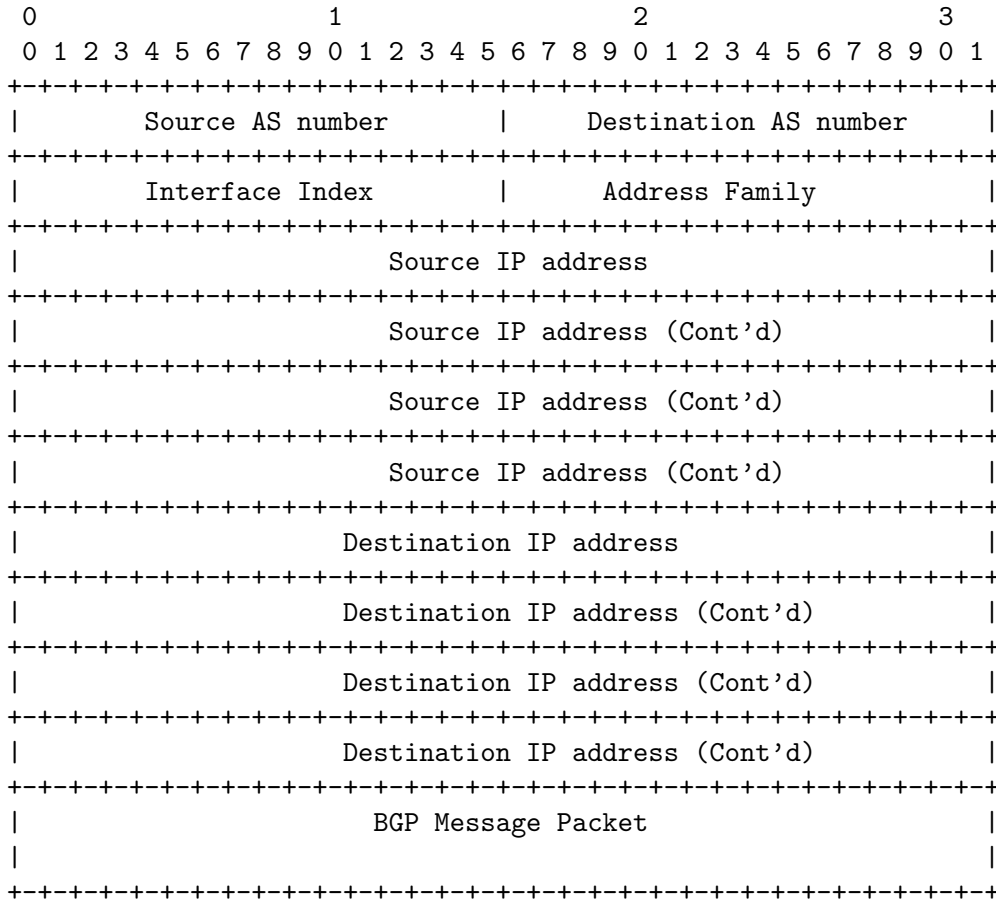 0                   1                   2                   3
 0 1 2 3 4 5 6 7 8 9 0 1 2 3 4 5 6 7 8 9 0 1 2 3 4 5 6 7 8 9 0 1
+-+-+-+-+-+-+-+-+-+-+-+-+-+-+-+-+-+-+-+-+-+-+-+-+-+-+-+-+-+-+-+-+
|        Source AS number       |     Destination AS number     |
+-+-+-+-+-+-+-+-+-+-+-+-+-+-+-+-+-+-+-+-+-+-+-+-+-+-+-+-+-+-+-+-+
|        Interface Index        |      Address Family           |
+-+-+-+-+-+-+-+-+-+-+-+-+-+-+-+-+-+-+-+-+-+-+-+-+-+-+-+-+-+-+-+-+
|                        Source IP address                      |
+-+-+-+-+-+-+-+-+-+-+-+-+-+-+-+-+-+-+-+-+-+-+-+-+-+-+-+-+-+-+-+-+
|                        Source IP address (Cont'd)             |
+-+-+-+-+-+-+-+-+-+-+-+-+-+-+-+-+-+-+-+-+-+-+-+-+-+-+-+-+-+-+-+-+
|                        Source IP address (Cont'd)             |
+-+-+-+-+-+-+-+-+-+-+-+-+-+-+-+-+-+-+-+-+-+-+-+-+-+-+-+-+-+-+-+-+
|                        Source IP address (Cont'd)             |
+-+-+-+-+-+-+-+-+-+-+-+-+-+-+-+-+-+-+-+-+-+-+-+-+-+-+-+-+-+-+-+-+
|                     Destination IP address                    |
+-+-+-+-+-+-+-+-+-+-+-+-+-+-+-+-+-+-+-+-+-+-+-+-+-+-+-+-+-+-+-+-+
|                     Destination IP address (Cont'd)           |
+-+-+-+-+-+-+-+-+-+-+-+-+-+-+-+-+-+-+-+-+-+-+-+-+-+-+-+-+-+-+-+-+
|                     Destination IP address (Cont'd)           |
+-+-+-+-+-+-+-+-+-+-+-+-+-+-+-+-+-+-+-+-+-+-+-+-+-+-+-+-+-+-+-+-+
|                     Destination IP address (Cont'd)           |
+-+-+-+-+-+-+-+-+-+-+-+-+-+-+-+-+-+-+-+-+-+-+-+-+-+-+-+-+-+-+-+-+
|                       BGP Message Packet                      |
|                                                               |
+-+-+-+-+-+-+-+-+-+-+-+-+-+-+-+-+-+-+-+-+-+-+-+-+-+-+-+-+-+-+-+-+